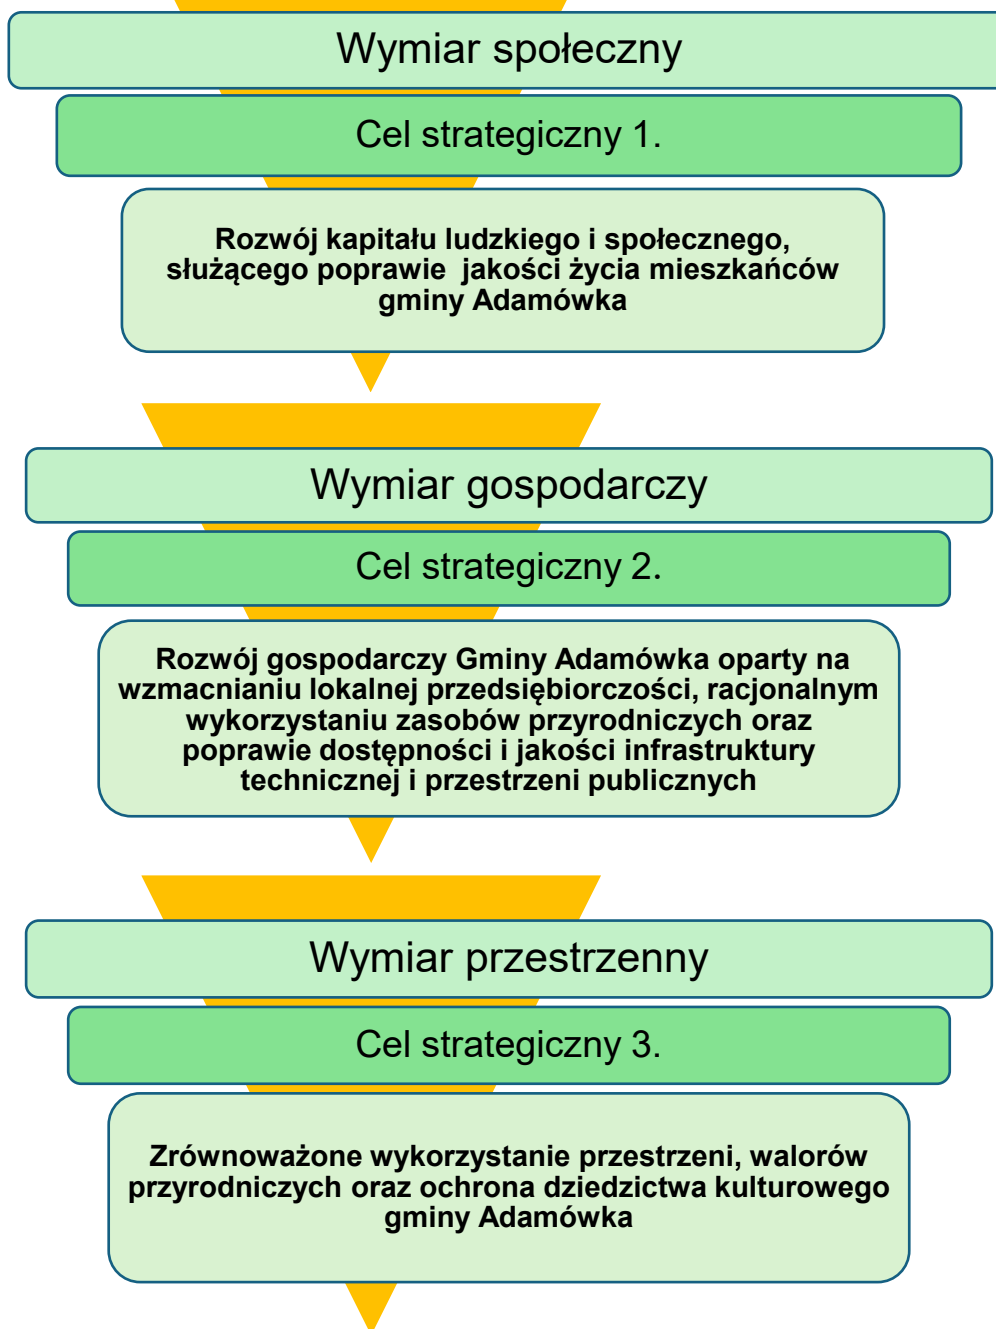 Wymiar społeczny
Cel strategiczny 1.
Rozwój kapitału ludzkiego i społecznego,
służącego poprawie jakości życia mieszkańców
gminy Adamówka
Wymiar gospodarczy
Cel strategiczny 2.
Rozwój gospodarczy Gminy Adamówka oparty na
wzmacnianiu lokalnej przedsiębiorczości, racjonalnym
wykorzystaniu zasobów przyrodniczych oraz
poprawie dostępności i jakości infrastruktury
technicznej i przestrzeni publicznych
Wymiar przestrzenny
Cel strategiczny 3.
Zrównoważone wykorzystanie przestrzeni, walorów
przyrodniczych oraz ochrona dziedzictwa kulturowego
gminy Adamówka